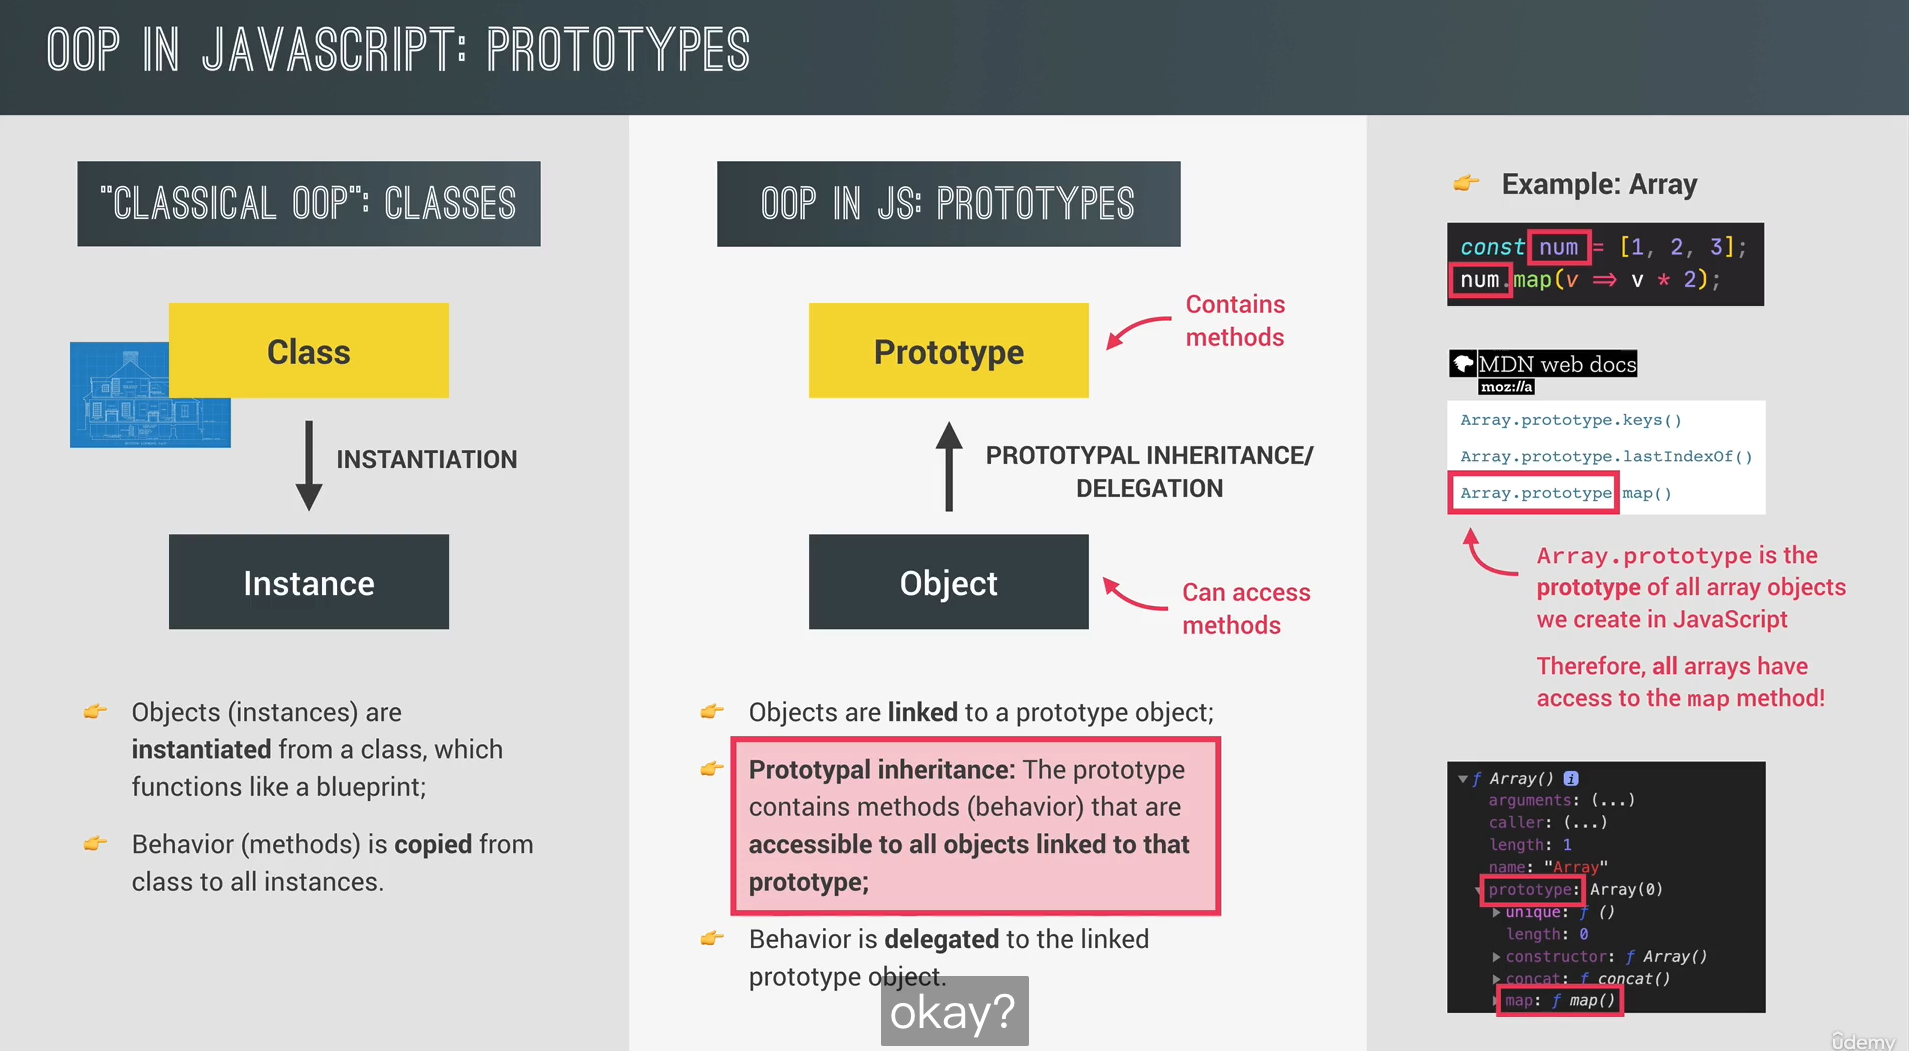 OOP IN JAVASCRIPT: PROTOTYPES
"CLASSICAL OOP": CLASSES
Class
INSTANTIATION
Instance
👉 Objects (instances) are
instantiated from a class, which
functions like a blueprint;
👉 Behavior (methods) is copied from
class to all instances.
OOP IN JS: PROTOTYPES
Prototype
Contains
methods
PROTOTYPAL INHERITANCE/
DELEGATION
Object
Can access
methods
👉 Objects are linked to a prototype object;
👉 Prototypal inheritance: The prototype
contains methods (behavior) that are
accessible to all objects linked to that
prototype;
👉 Behavior is delegated to the linked
prototype object.
okay?
👉 Example: Array
const num = [1, 2, 3];
num.map(v => v * 2);
MDN web docs
moz://a
Array.prototype.keys()
Array.prototype.lastIndexOf()
Array.prototype.map()
Array.prototype is the
prototype of all array objects
we create in JavaScript
Therefore, all arrays have
access to the map method!
▼ƒ Array() i
arguments: (...)
caller: (...)
length: 1
name: "Array"
▼prototype: Array(0)
▶unique: ƒ ()
length: 0
▶constructor: ƒ Array()
▶concat: ƒ concat()
▶map: ƒ map()
ûdemy